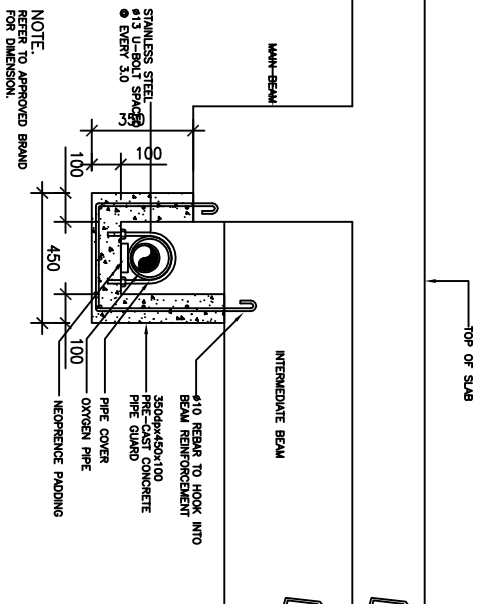 TOP OF SLAB
MAIN BEAM
INTERMEDIATE BEAM
STAINLESS STEEL
ø13 U-BOLT SPACED
@ EVERY 3.0
350
100
100
450
100
ø10 REBAR TO HOOK INTO
BEAM REINFORCEMENT
350dpx450x100
PRE-CAST CONCRETE
PIPE GUARD
PIPE COVER
OXYGEN PIPE
NEOPRENCE PADDING
NOTE.
REFER TO APPROVED BRAND
FOR DIMENSION.